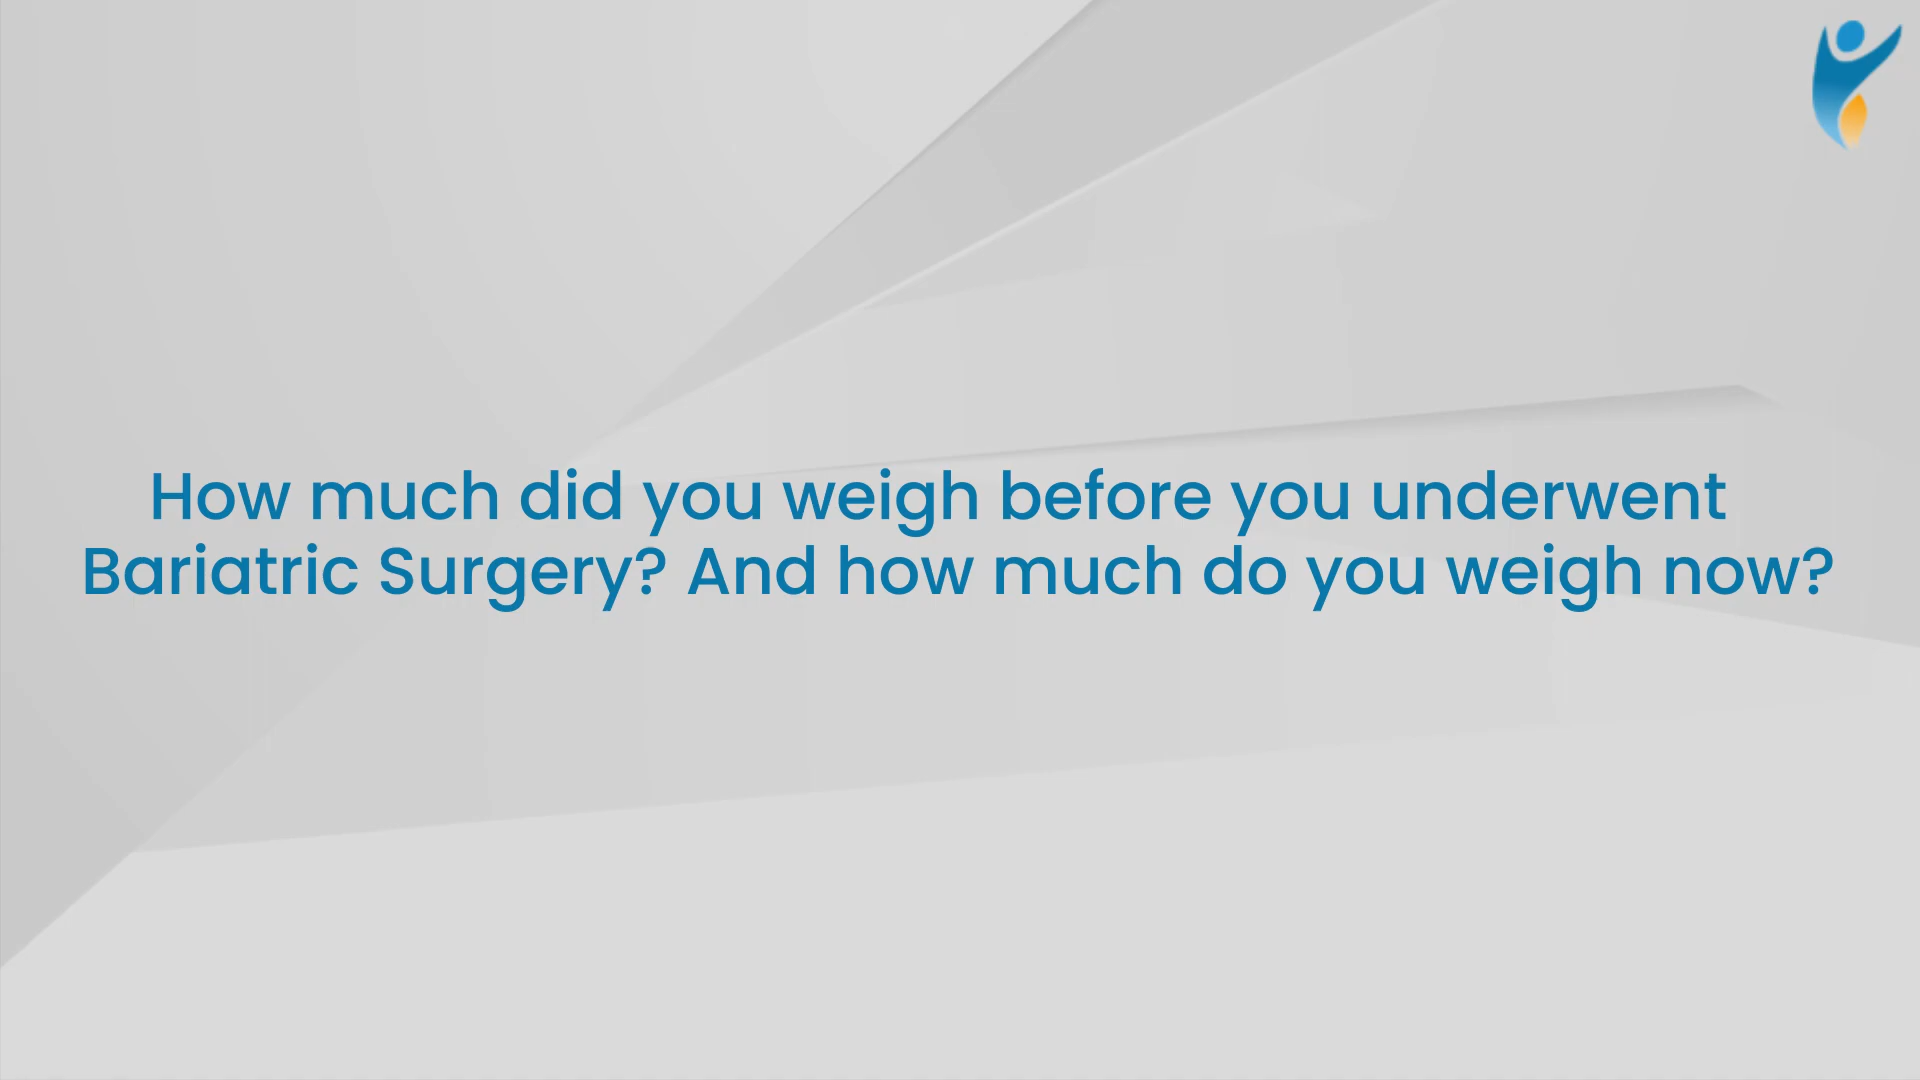 How much did you weigh before you underwent
Bariatric Surgery? And how much do you weigh now?